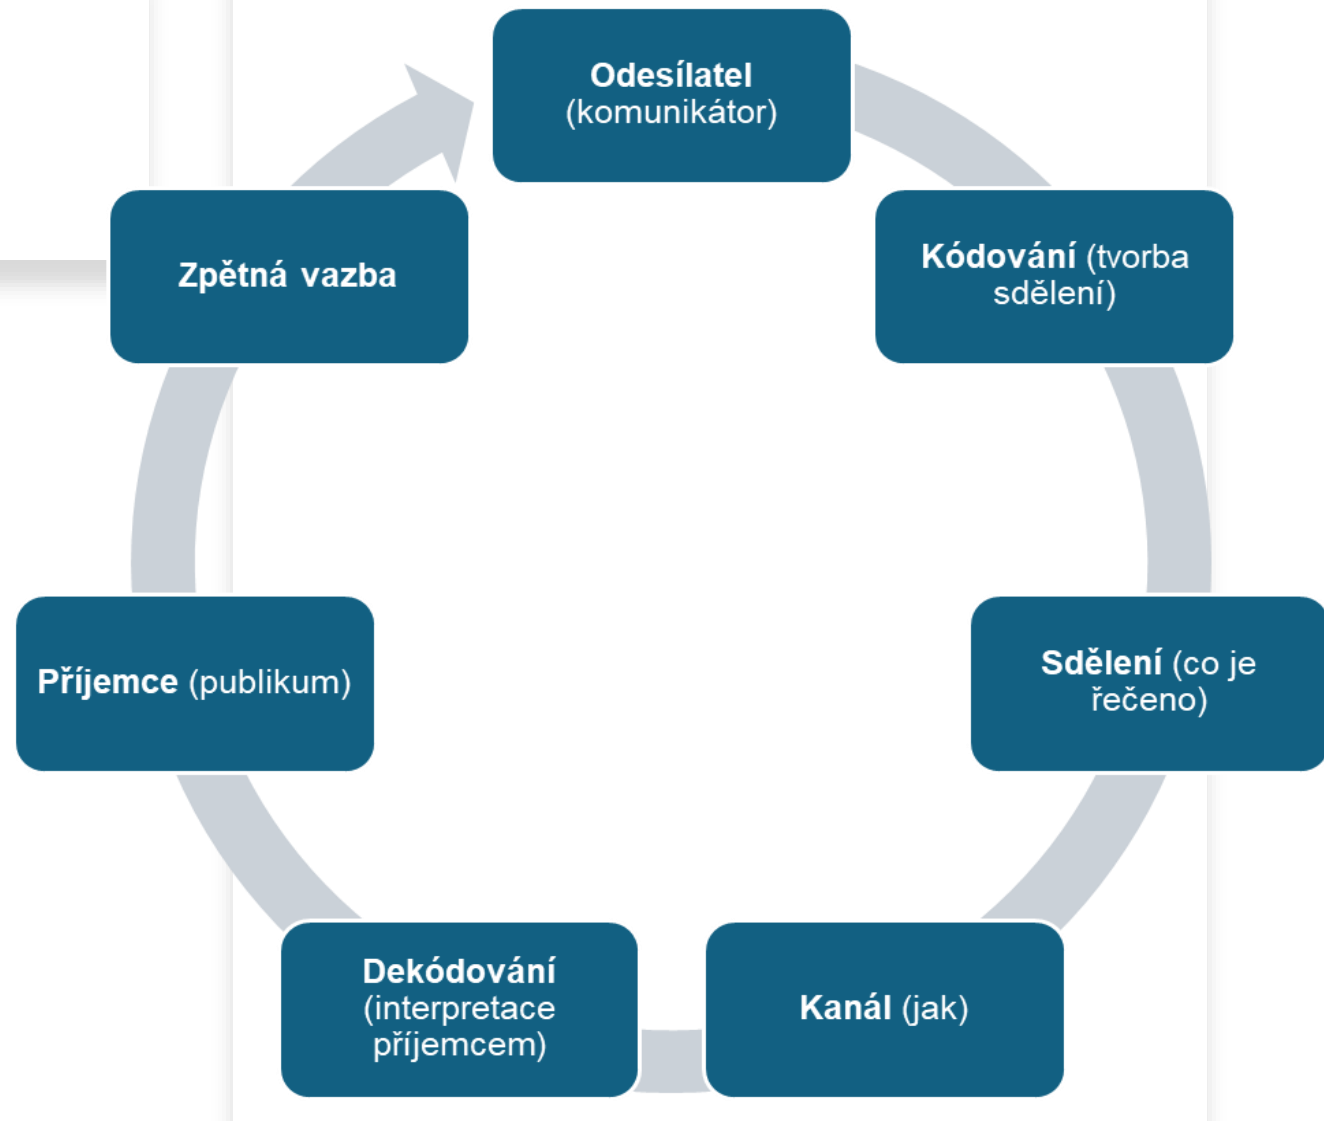 Odesílatel
(komunikátor)
Kódování (tvorba
sdělení)
Sdělení (co je
řečeno)
Kanál (jak)
Dekódování
(interpretace
příjemcem)
Příjemce (publikum)
Zpětná vazba